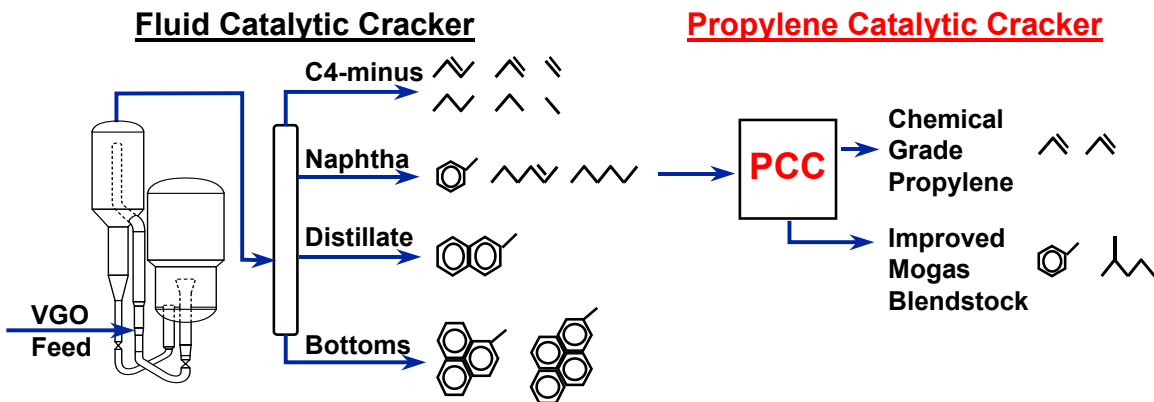 Fluid Catalytic Cracker
Propylene Catalytic Cracker
C4-minus
Naphtha
Distillate
Bottoms
VGO
Feed
PCC
Chemical
Grade
Propylene
Improved
Mogas
Blendstock